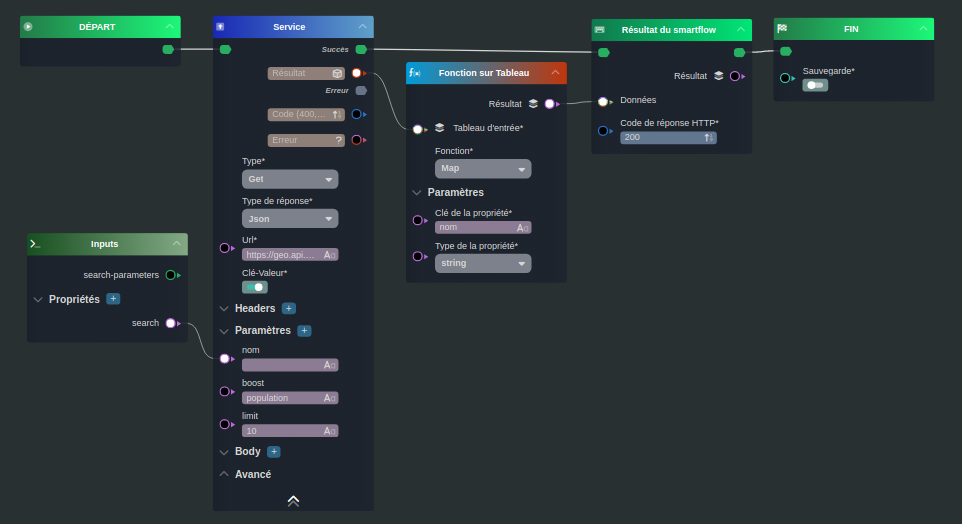 DÉPART
Inputs
search-parameters
Propriétés
search
Service
Succès
Résultat
Erreur
Code (400,...
Erreur
Type*
Get
Type de réponse*
Json
Url*
https://geo.api....
Clé-Valeur*
Headers
Paramètres
nom
boost
population
limit
10
Body
Avancé
Fonction sur Tableau
Résultat
Tableau d'entrée*
Fonction*
Map
Paramètres
Clé de la propriété*
nom
Type de la propriété*
string
Résultat du smartflow
Résultat
Données
Code de réponse HTTP*
200
FIN
Sauvegarde*